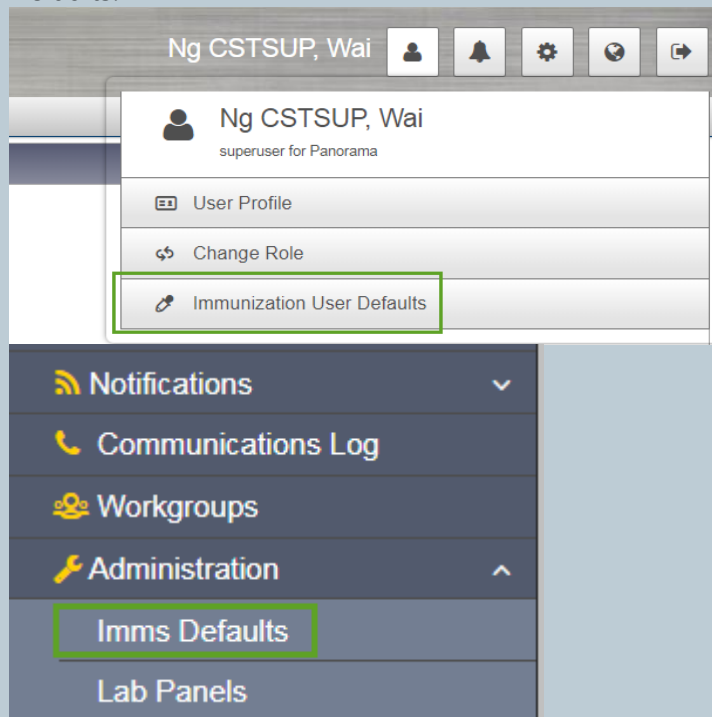 Ng CSTSUP, Wai
Ng CSTSUP, Wai
superuser for Panorama
User Profile
Change Role
Immunization User Defaults
Notifications
Communications Log
Workgroups
Administration
Imms Defaults
Lab Panels